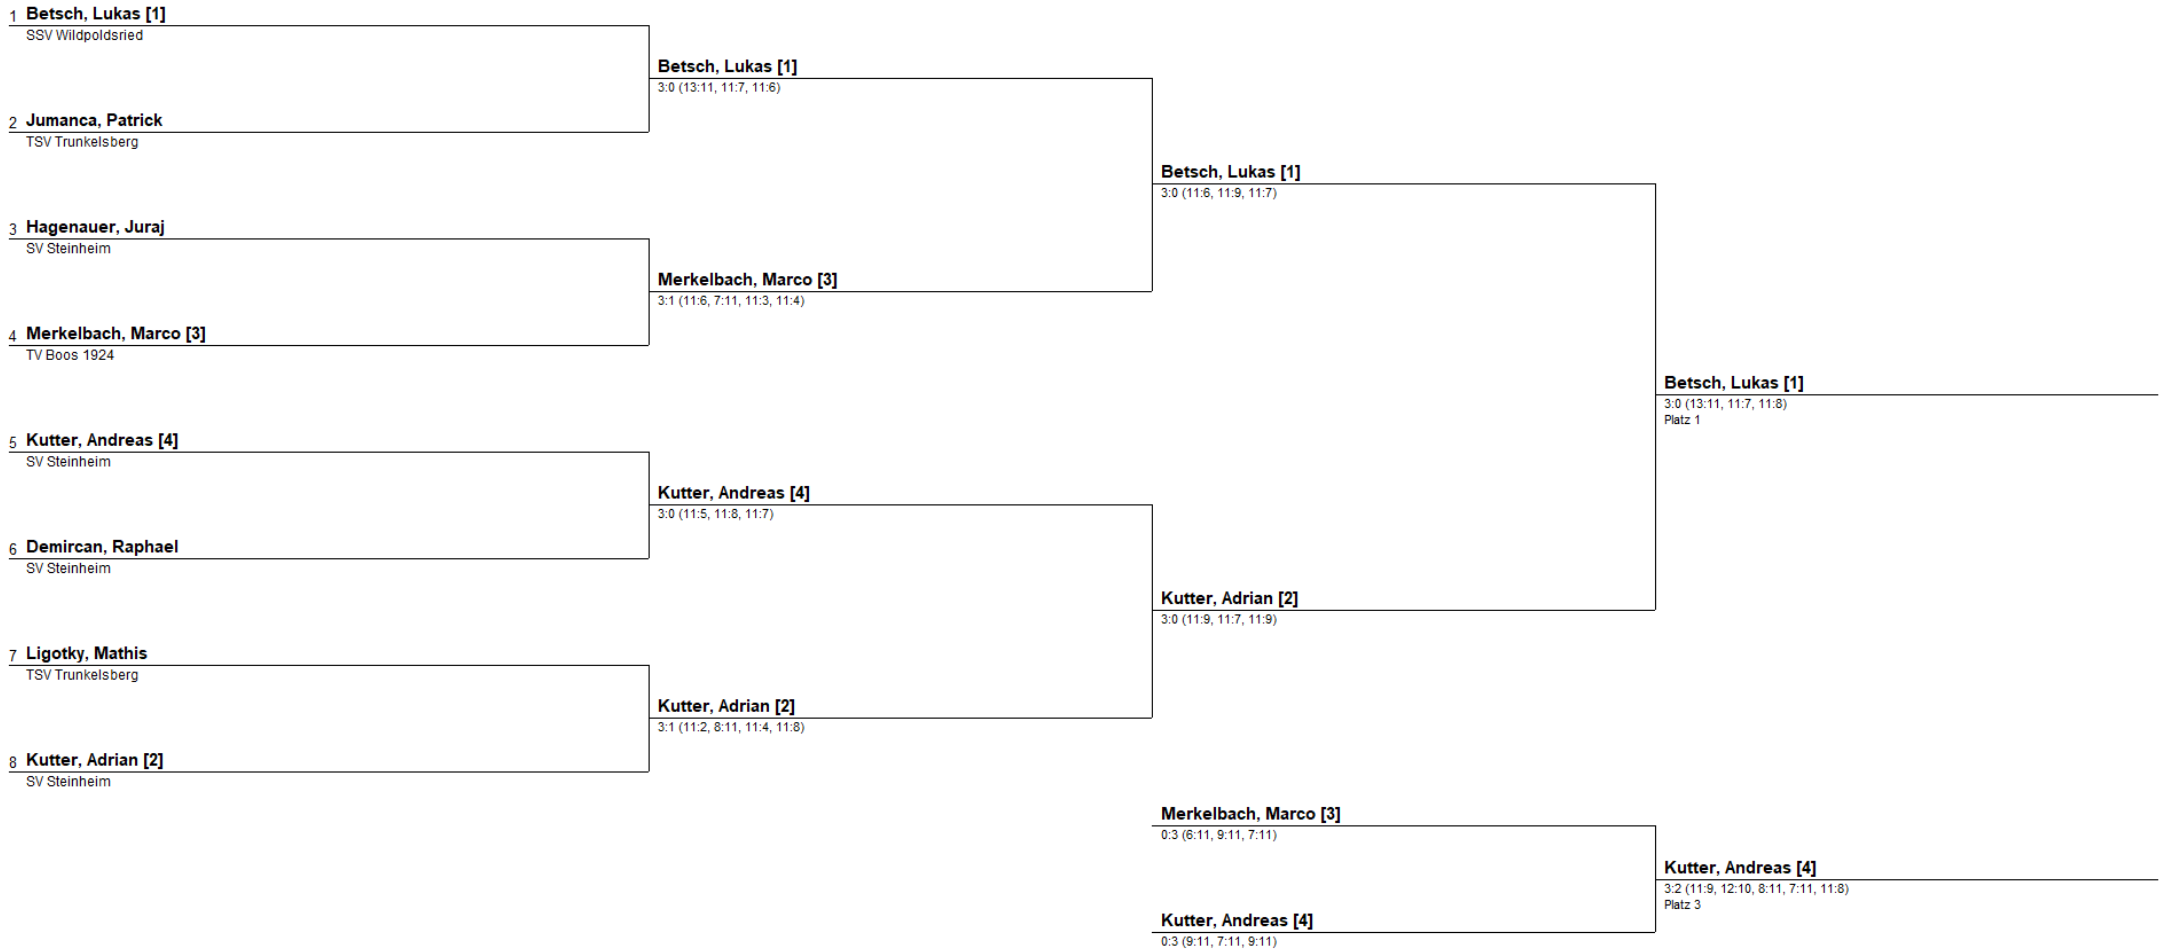 1 Betsch, Lukas [1]
SSV Wildpoldsried
2 Jumanca, Patrick
TSV Trunkelsberg
3 Hagenauer, Juraj
SV Steinheim
4 Merkelbach, Marco [3]
TV Boos 1924
5 Kutter, Andreas [4]
SV Steinheim
6 Demircan, Raphael
SV Steinheim
7 Ligotky, Mathis
TSV Trunkelsberg
8 Kutter, Adrian [2]
SV Steinheim
Betsch, Lukas [1]
3:0 (13:11, 11:7, 11:6)
Merkelbach, Marco [3]
3:1 (11:6, 7:11, 11:3, 11:4)
Kutter, Andreas [4]
3:0 (11:5, 11:8, 11:7)
Kutter, Adrian [2]
3:1 (11:2, 8:11, 11:4, 11:8)
Betsch, Lukas [1]
3:0 (11:6, 11:9, 11:7)
Kutter, Adrian [2]
3:0 (11:9, 11:7, 11:9)
Merkelbach, Marco [3]
0:3 (6:11, 9:11, 7:11)
Kutter, Andreas [4]
0:3 (9:11, 7:11, 9:11)
Betsch, Lukas [1]
3:0 (13:11, 11:7, 11:8)
Platz 1
Kutter, Andreas [4]
3:2 (11:9, 12:10, 8:11, 7:11, 11:8)
Platz 3